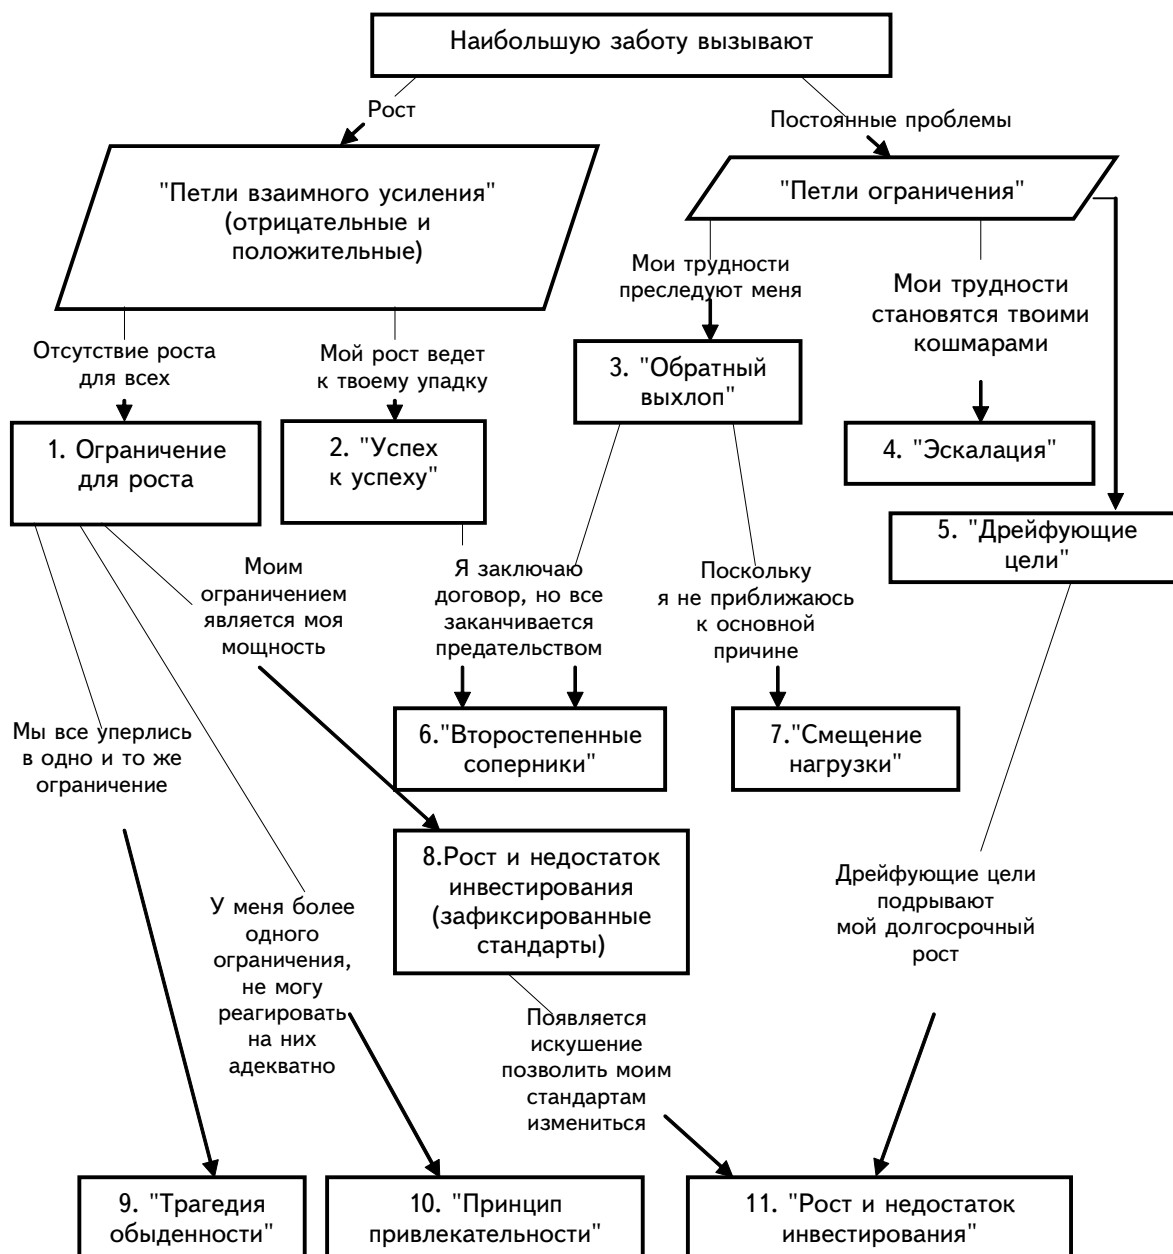 Наибольшую заботу вызывают
Рост
Постоянные проблемы
"Петли взаимного усиления"
(отрицательные и
положительные)
"Петли ограничения"
Мои трудности
преследуют меня
Мои трудности
становятся твоими
кошмарами
Отсутствие роста
для всех
Мой рост ведет
к твоему упадку
3. "Обратный
выхлоп"
1. Ограничение
для роста
2. "Успех
к успеху"
4. "Эскалация"
5. "Дрейфующие
цели"
Моим
ограничением
является моя
мощность
Я заключаю
договор, но все
заканчивается
предательством
Поскольку
я не приближаюсь
к основной
причине
Мы все уперлись
в одно и то же
ограничение
6."Второстепенные
соперники"
7."Смещение
нагрузки"
8.Рост и недостаток
инвестирования
(зафиксированные
стандарты)
У меня более
одного
ограничения,
не могу
реагировать
на них
адекватно
Дрейфующие цели
подрывают
мой долгосрочный
рост
Появляется
искушение
позволить моим
стандартам
измениться
9. "Трагедия
обыденности"
10. "Принцип
привлекательности"
11. "Рост и недостаток
инвестирования"